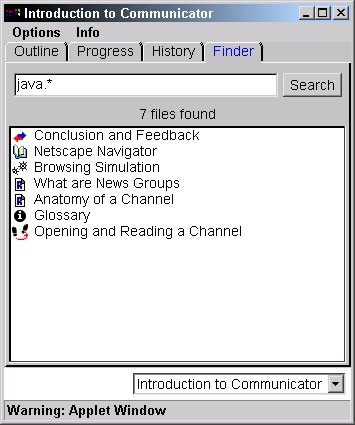 Introduction to Communicator
Options Info
Outline Progress History Finder
java.* Search
7 files found
Conclusion and Feedback
Netscape Navigator
Browsing Simulation
What are News Groups
Anatomy of a Channel
Glossary
Opening and Reading a Channel
Introduction to Communicator
Warning: Applet Window